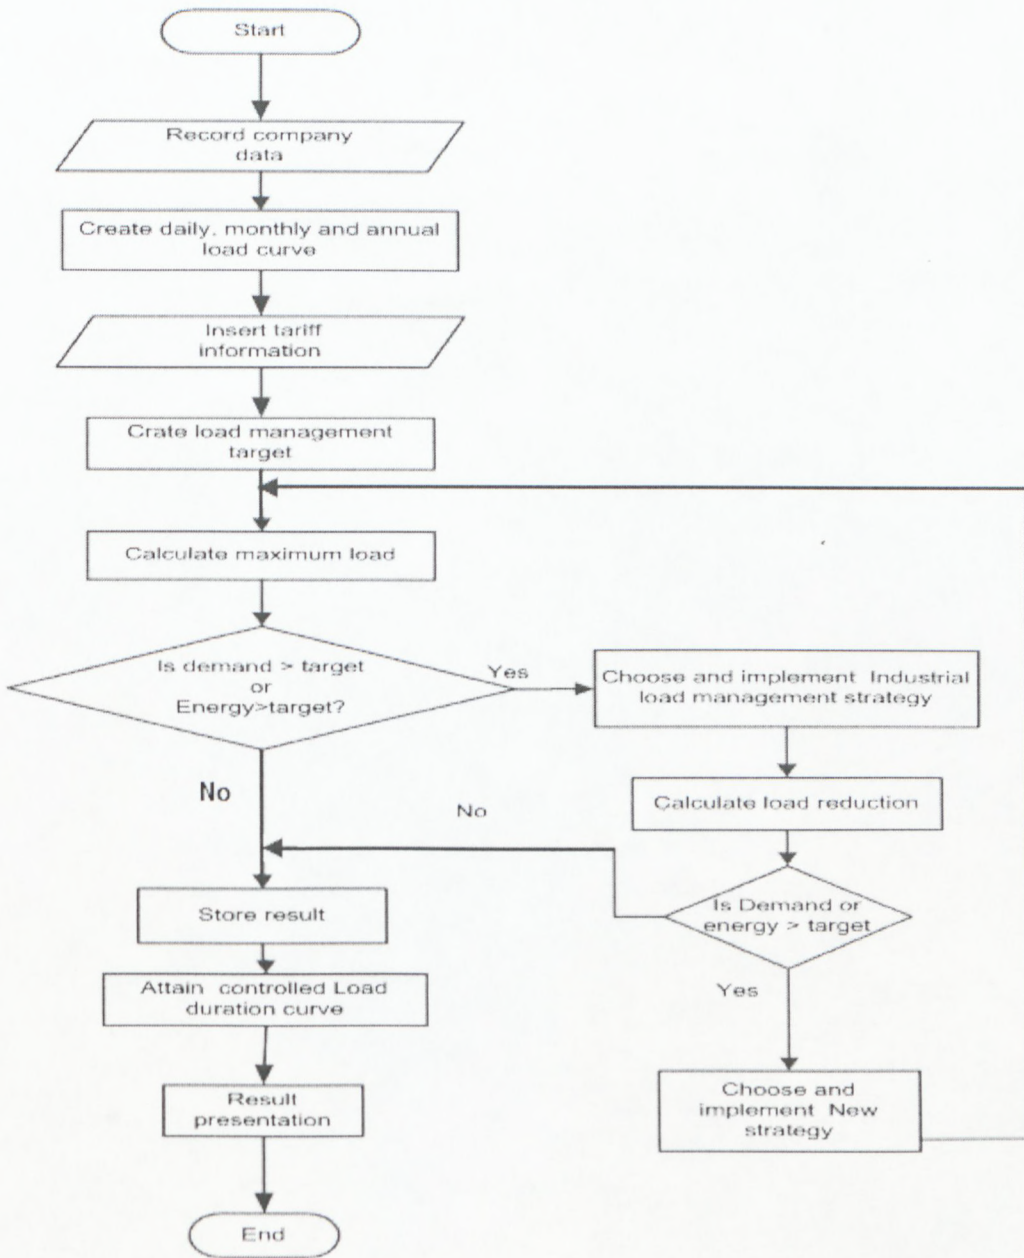 Start
Record company
data
Create daily, monthly and annual
load curve
Insert tariff
information
Crate load management
target
Calculate maximum load
Is demand > target
or
Energy>target?
Yes
Choose and implement Industrial
load management strategy
No
Calculate load reduction
No
Is Demand or
energy > target
Yes
Store result
Attain controlled Load
duration curve
Choose and
implement New
strategy
Result
presentation
End